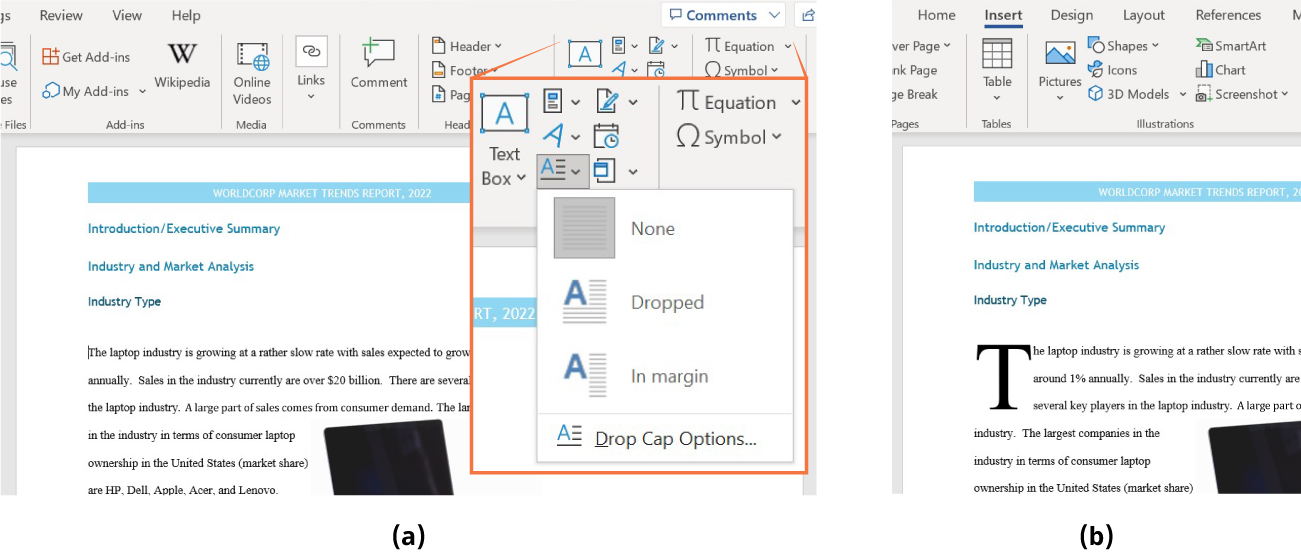 gs Review View Help Comments
Get Add-ins
My Add-ins
Wikipedia
Online
Videos
Links
Comment
Header
Footer
Pag
Equation
Symbol
use
es
Files
Add-ins
Media
Comments
Head
A
Text
Box
Equation
Symbol
None
Dropped
In margin
Drop Cap Options...
WORLDCORP MARKET TRENDS REPORT, 2022
RT, 2022
Introduction/Executive Summary
Industry and Market Analysis
Industry Type
The laptop industry is growing at a rather slow rate with sales expected to grow
annually. Sales in the industry currently are over $20 billion. There are severa
the laptop industry. A large part of sales comes from consumer demand. The lar
in the industry in terms of consumer laptop
ownership in the United States (market share)
are HP, Dell, Apple, Acer, and Lenovo.
(a)
Home Insert Design Layout References M
ver Page
nk Page
ge Break
Pages
Table
Tables
Pictures
Shapes
Icons
3D Models
SmartArt
Chart
Screenshot
Illustrations
WORLDCORP MARKET TRENDS REPORT, 20
Introduction/Executive Summary
Industry and Market Analysis
Industry Type
The laptop industry is growing at a rather slow rate with s
around 1% annually. Sales in the industry currently are
several key players in the laptop industry. A large part o
industry. The largest companies in the
industry in terms of consumer laptop
ownership in the United States (market share)
(b)